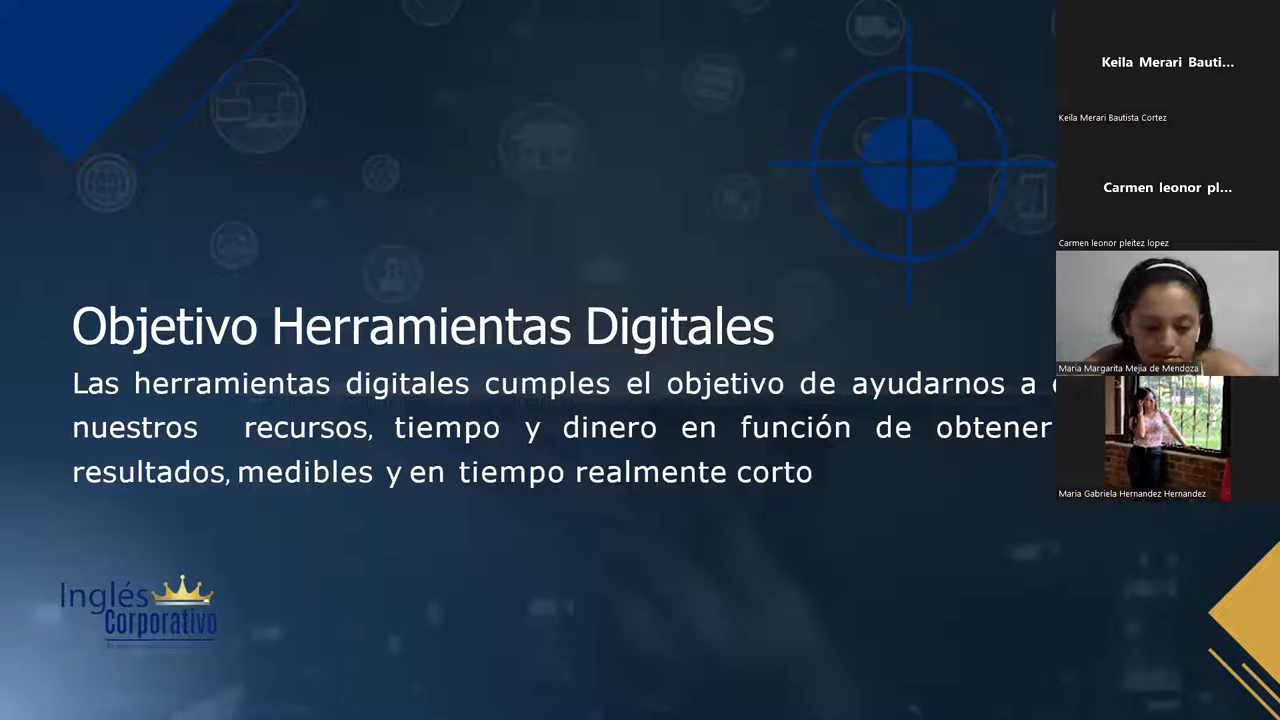 Objetivo Herramientas Digitales
Las herramientas digitales cumples el objetivo de ayudarnos a
nuestros recursos, tiempo y dinero en función de obtener
resultados, medibles y en tiempo realmente corto
Inglés
Corporativo
Keila Merari Bauti...
Keila Merari Bautista Cortez
Carmen leonor pl...
Carmen leonor pleitez lopez
Maria Margarita Mejia de Mendoza
Maria Gabriela Hernandez Hernandez